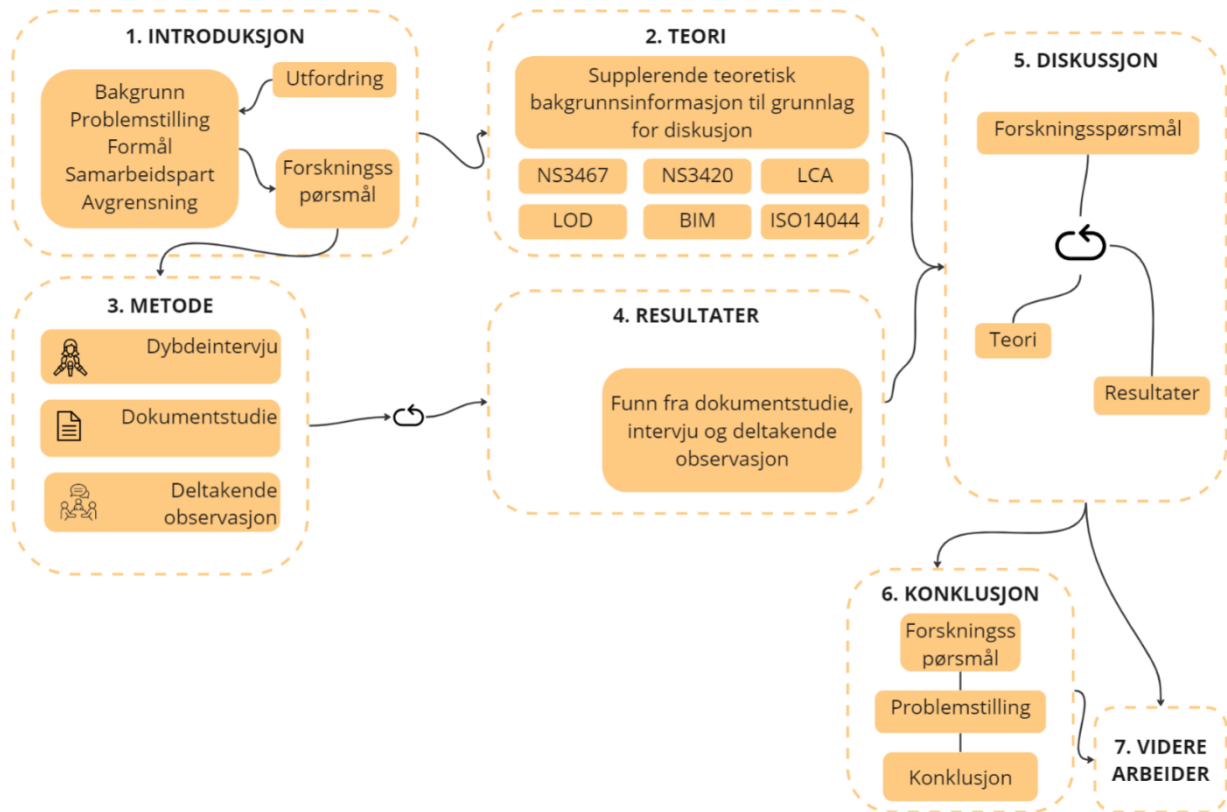 1. INTRODUKSJON
Utfordring
Bakgrunn
Problemstilling
Formål
Samarbeidspart
Avgrensning
Forskningss
pørsmål
2. TEORI
Supplerende teoretisk
bakgrunnsinformasjon til grunnlag
for diskusjon
NS3467
NS3420
LCA
LOD
BIM
ISO14044
3. METODE
Dybdeintervju
Dokumentstudie
Deltakende
observasjon
4. RESULTATER
Funn fra dokumentstudie,
intervju og deltakende
observasjon
5. DISKUSSJON
Forskningsspørsmål
Teori
Resultater
6. KONKLUSJON
Forskningss
pørsmål
Problemstilling
Konklusjon
7. VIDERE
ARBEIDER